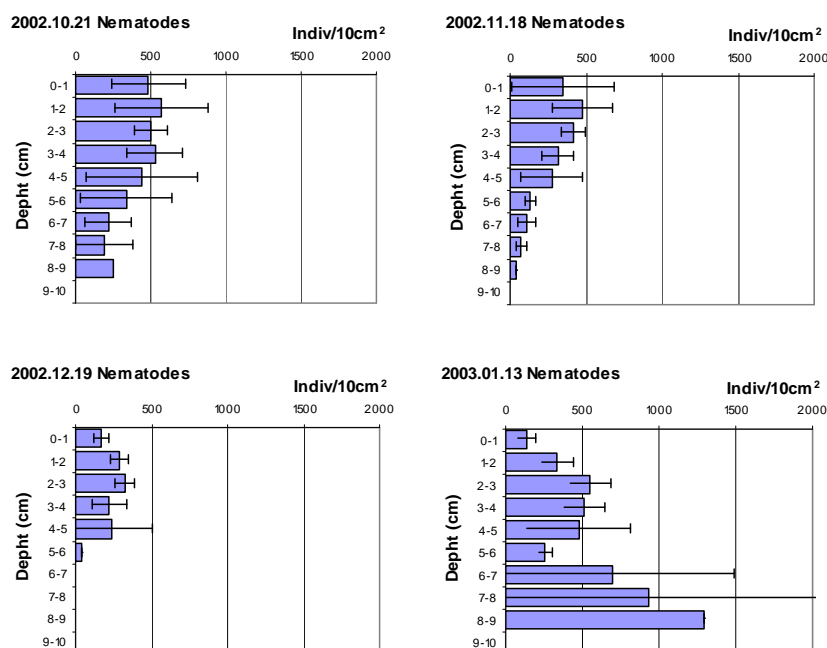 2002.10.21 Nematodes
Indiv/10cm²
0 500 1000 1500 2000
Depht (cm)
0-1
1-2
2-3
3-4
4-5
5-6
6-7
7-8
8-9
9-10
2002.11.18 Nematodes
Indiv/10cm²
0 500 1000 1500 2000
Depht (cm)
0-1
1-2
2-3
3-4
4-5
5-6
6-7
7-8
8-9
9-10
2002.12.19 Nematodes
Indiv/10cm²
0 500 1000 1500 2000
Depht (cm)
0-1
1-2
2-3
3-4
4-5
5-6
6-7
7-8
8-9
9-10
2003.01.13 Nematodes
Indiv/10cm²
0 500 1000 1500 2000
Depht (cm)
0-1
1-2
2-3
3-4
4-5
5-6
6-7
7-8
8-9
9-10